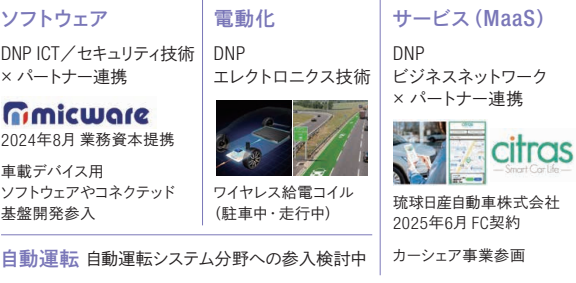 ソフトウェア
DNP ICT／セキュリティ技術
× パートナー連携
micware
2024年8月 業務資本提携
車載デバイス用
ソフトウェアやコネクテッド
基盤開発参入
電動化
DNP
エレクトロニクス技術
ワイヤレス給電コイル
（駐車中・走行中）
サービス（MaaS）
DNP
ビジネスネットワーク
× パートナー連携
citras
Smart Car Life
琉球日産自動車株式会社
2025年6月 FC契約
カーシェア事業参画
自動運転 自動運転システム分野への参入検討中